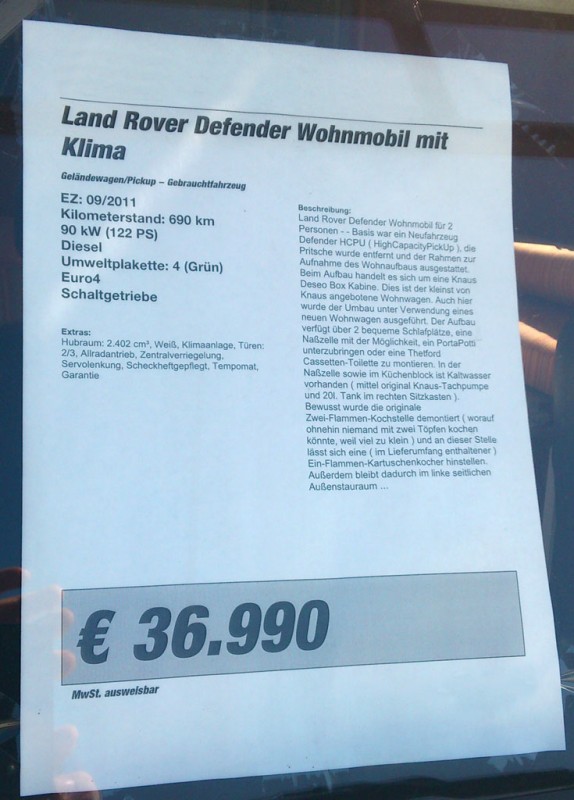 Land Rover Defender Wohnmobil mit
Klima
Geländewagen/Pickup – Gebrauchtfahrzeug
EZ: 09/2011
Kilometerstand: 690 km
90 kW (122 PS)
Diesel
Umweltplakette: 4 (Grün)
Euro4
Schaltgetriebe
Extras:
Hubraum: 2.402 cm³, Weiß, Klimaanlage, Türen:
2/3, Allradantrieb, Zentralverriegelung,
Servolenkung, Scheckheftgepflegt, Tempomat,
Garantie
Beschreibung:
Land Rover Defender Wohnmobil für 2
Personen - - Basis war ein Neufahrzeug
Defender HCPU ( HighCapacityPickUp ), die
Pritsche wurde entfernt und der Rahmen zur
Aufnahme des Wohnaufbaus ausgestattet.
Beim Aufbau handelt es sich um eine Knaus
Deseo Box Kabine. Dies ist der kleinst von
Knaus angebotene Wohnwagen. Auch hier
wurde der Umbau unter Verwendung eines
neuen Wohnwagen ausgeführt. Der Aufbau
verfügt über 2 bequeme Schlafplätze, eine
Naßzelle mit der Möglichkeit, ein PortaPotti
unterzubringen oder eine Thetford
Cassetten-Toilette zu montieren. In der
Naßzelle sowie im Küchenblock ist Kaltwasser
vorhanden ( mittel original Knaus-Tachpumpe
und 20l. Tank im rechten Sitzkasten ).
Bewusst wurde die originale
Zwei-Flammen-Kochstelle demontiert ( worauf
ohnehin niemand mit zwei Töpfen kochen
könnte, weil viel zu klein ) und an dieser Stelle
lässt sich eine ( im Lieferumfang enthaltener )
Ein-Flammen-Kartuschenkocher hinstellen.
Außerdem bleibt dadurch im linke seitlichen
Außenstauraum ...
€ 36.990
MwSt. ausweisbar